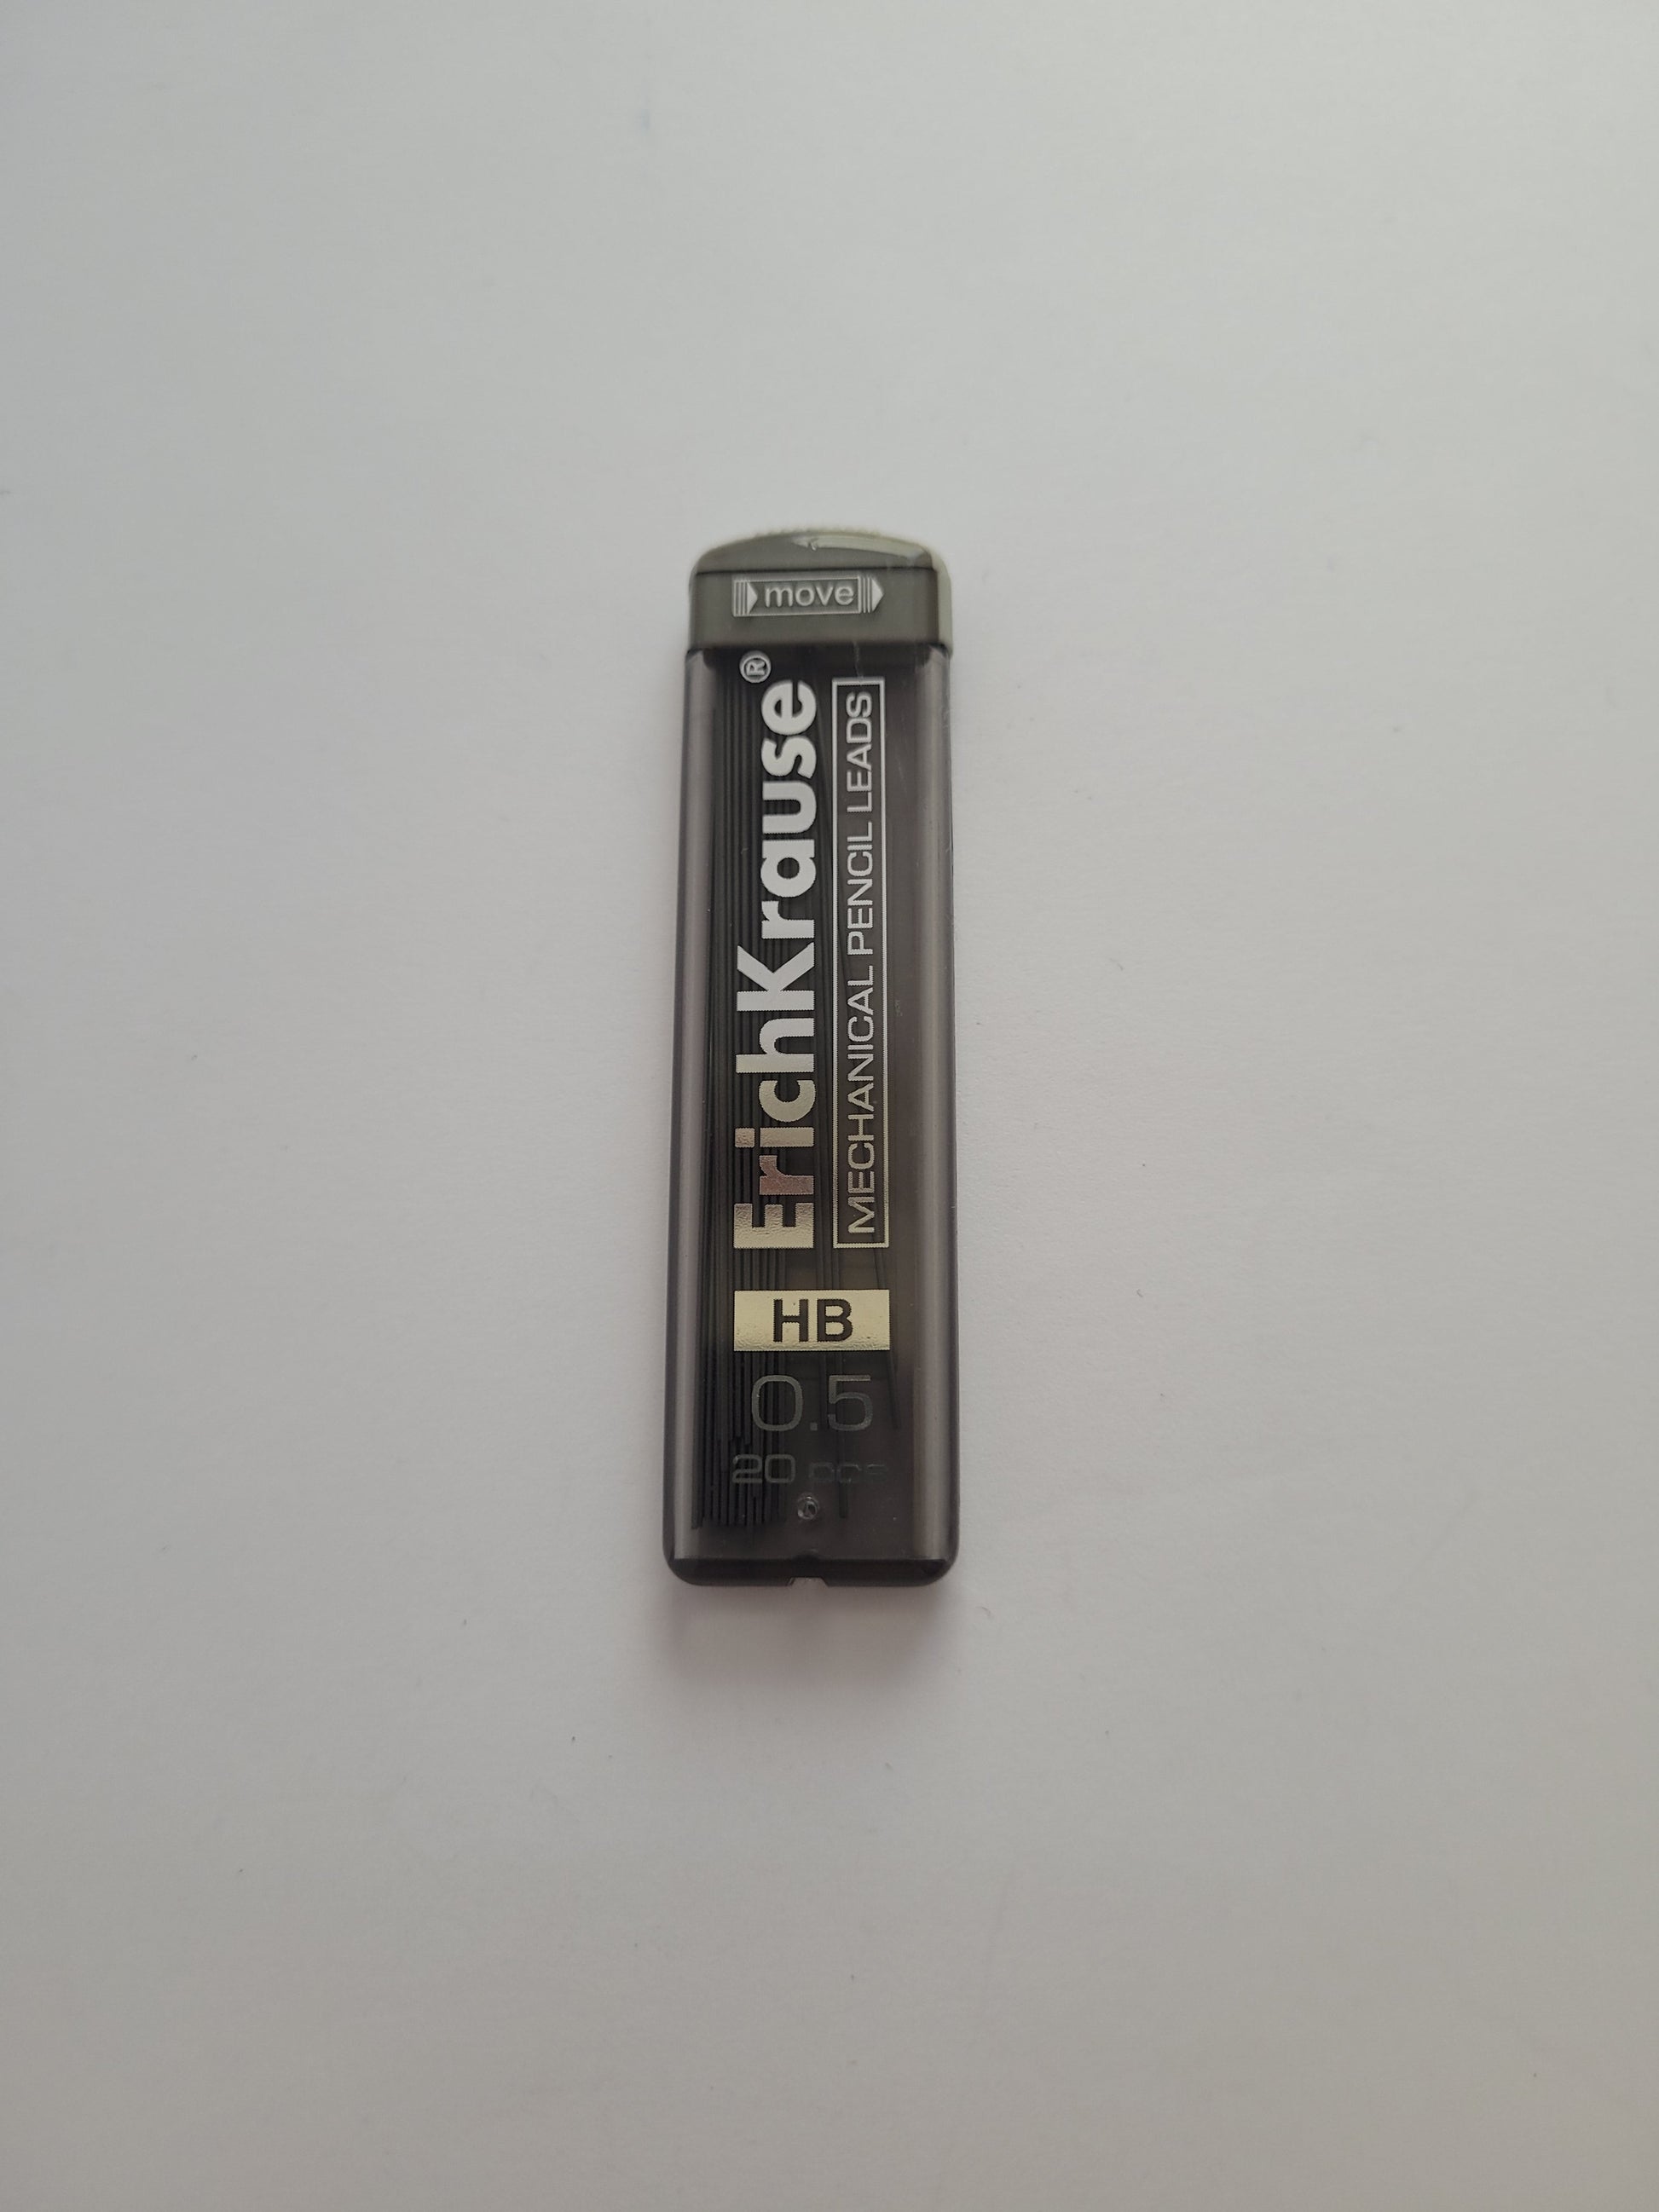 move
ErichKrause®
MECHANICAL PENCIL LEADS
HB
0.5
20 pcs